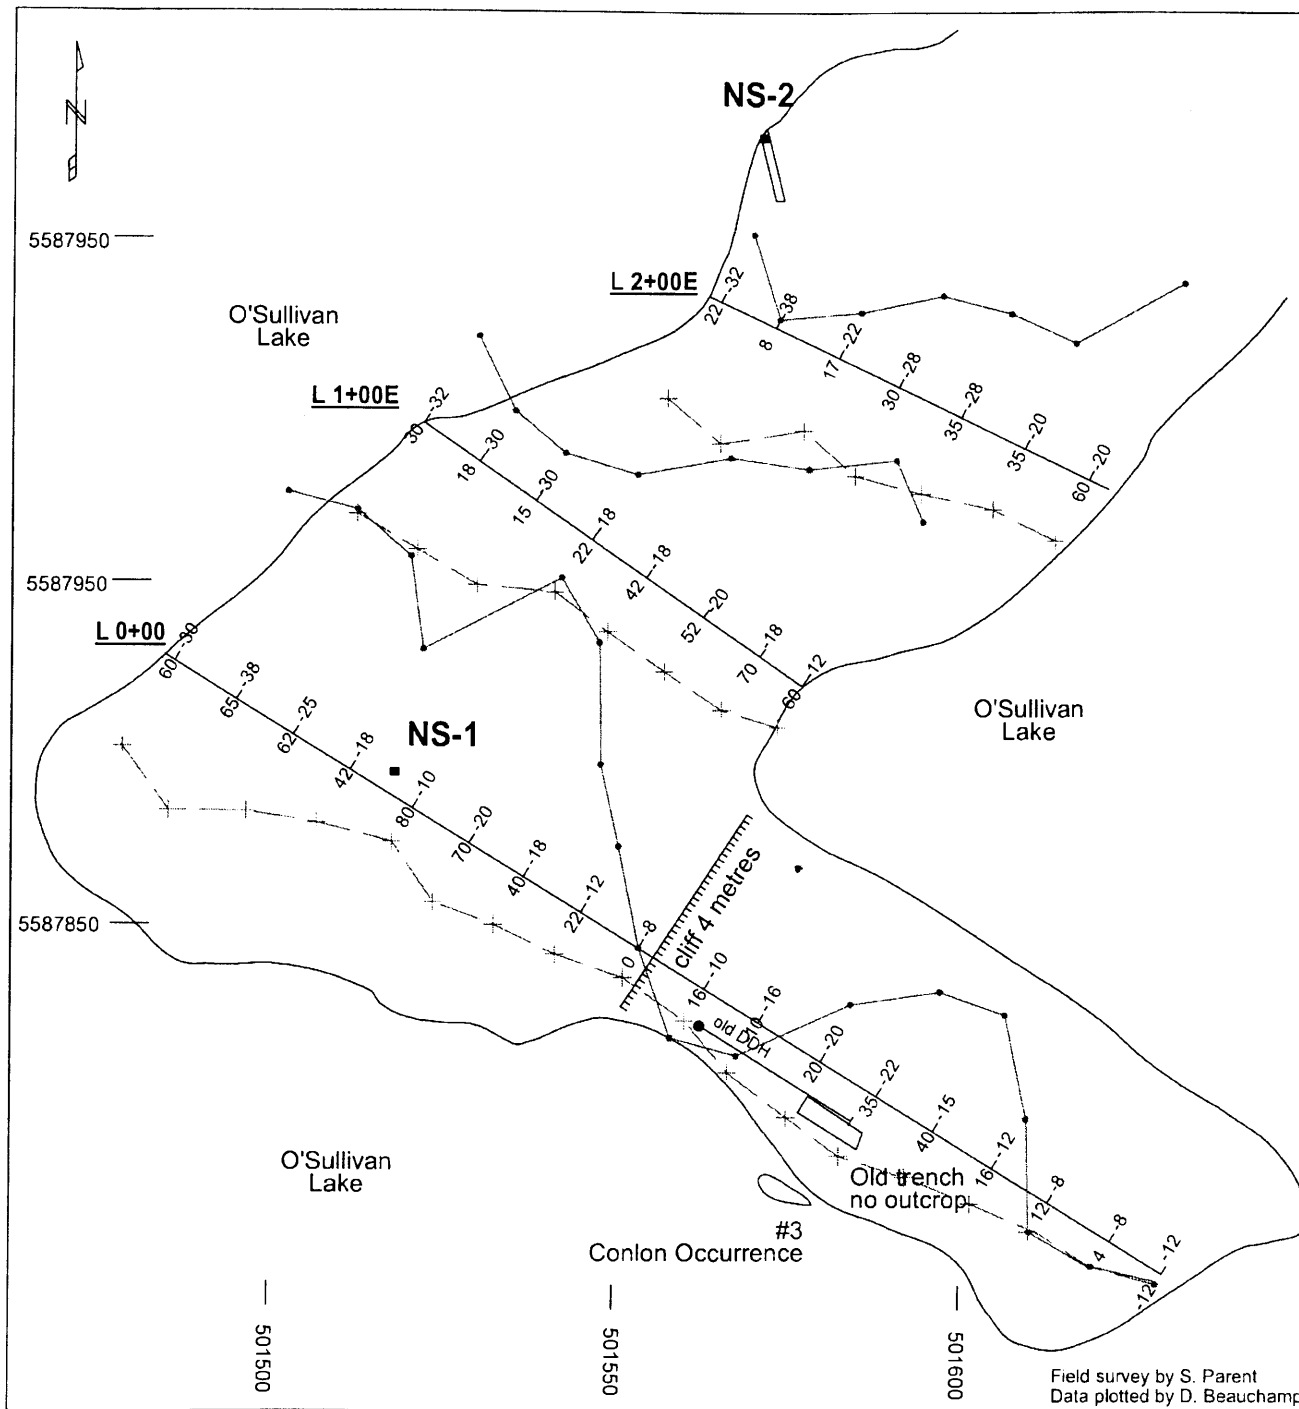 N
NS-2
5587950
L 2+00E
22 -32
8 -38
17 -22
30 -28
35 -28
35 -20
60 -20
O'Sullivan
Lake
L 1+00E
30 -32
18 -30
15 -30
22 -18
42 -18
52 -20
70 -18
60 -12
5587950
L 0+00
60 -30
65 -38
62 -25
42 -18
80 -10
70 -20
40 -18
22 -12
0 -8
16 -10
-10 -16
20 -20
35 -22
40 -15
16 -12
12 -8
4 -8
-12 -12
NS-1
O'Sullivan
Lake
cliff 4 metres
5587850
old DDH
O'Sullivan
Lake
Old trench
no outcrop
#3
Conlon Occurrence
501500
501550
501600
Field survey by S. Parent
Data plotted by D. Beauchamp